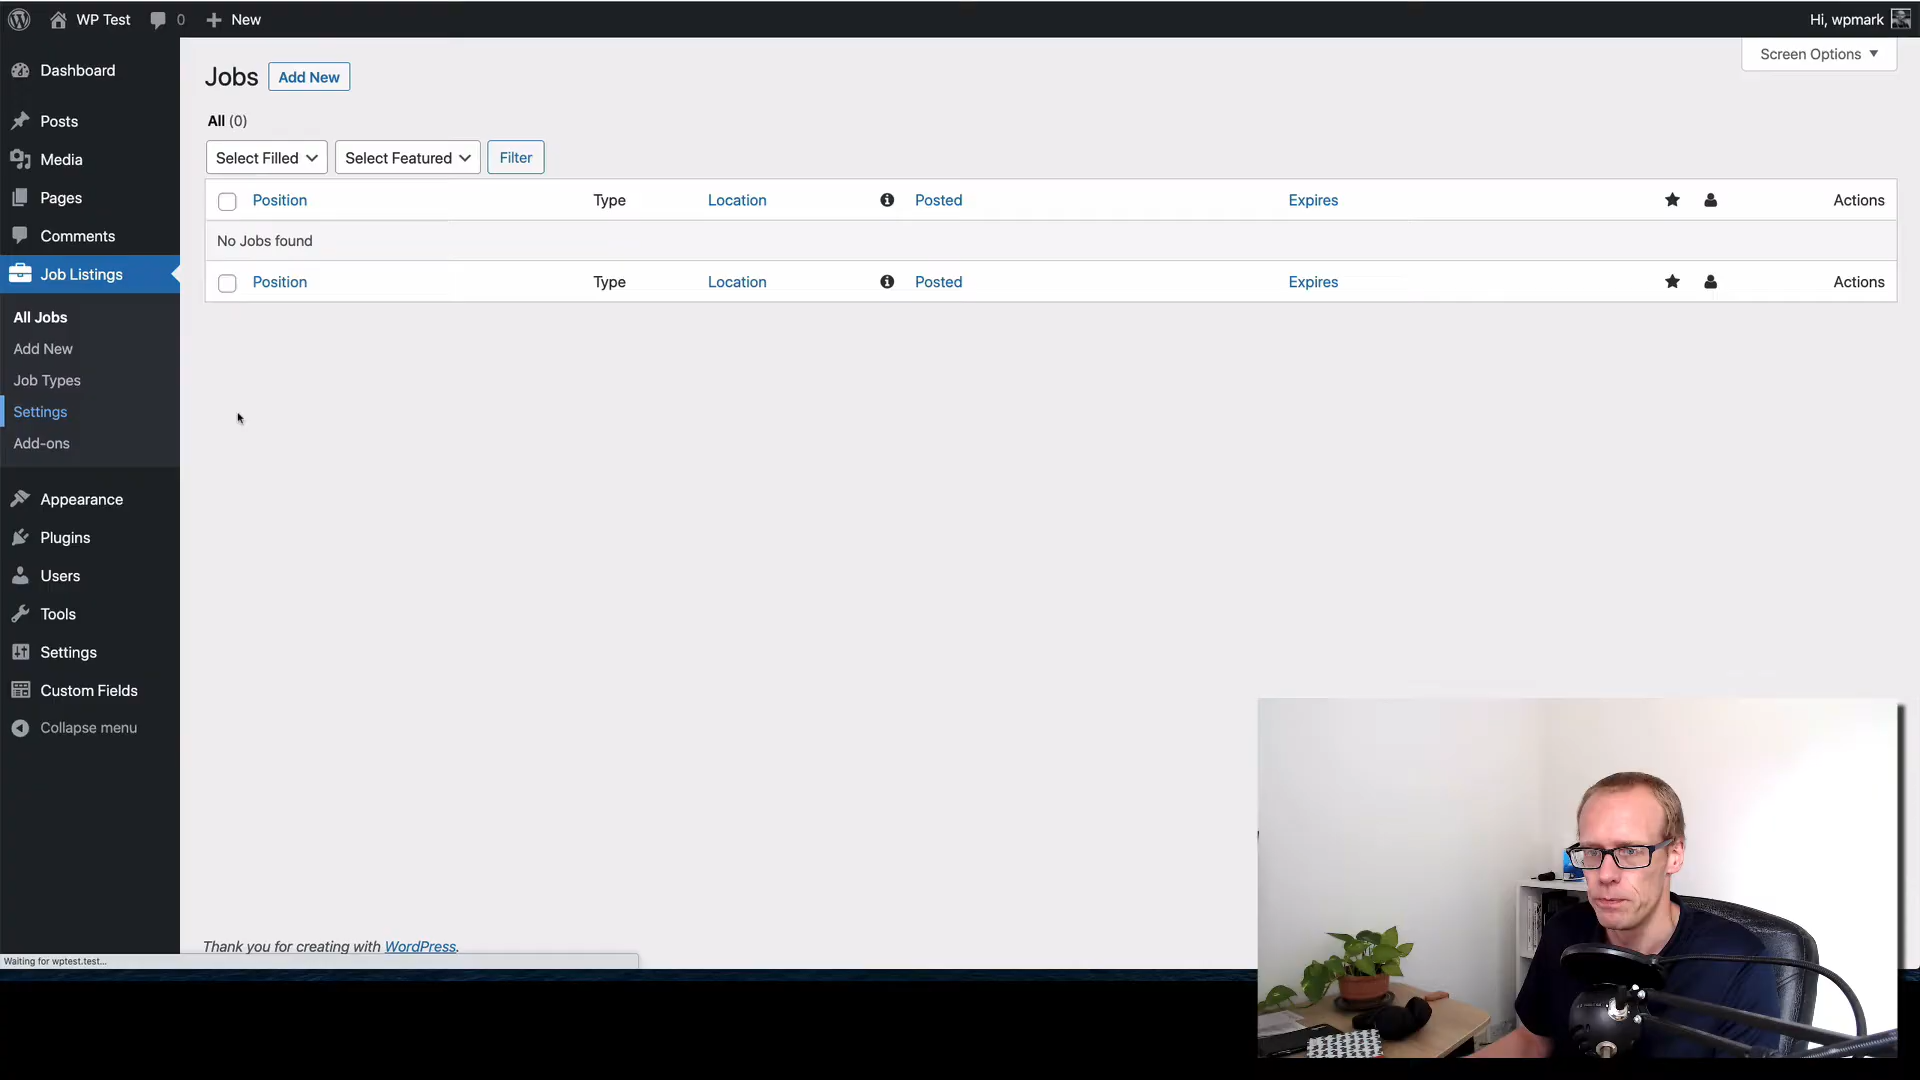 WP Test 0 New Hi, wpmark
Screen Options
Dashboard
Posts
Media
Pages
Comments
Job Listings
All Jobs
Add New
Job Types
Settings
Add-ons
Appearance
Plugins
Users
Tools
Settings
Custom Fields
Collapse menu
Jobs Add New
All (0)
Select Filled Select Featured Filter
Position Type Location Posted Expires Actions
No Jobs found
Position Type Location Posted Expires Actions
Thank you for creating with WordPress.
Waiting for wptest.test...